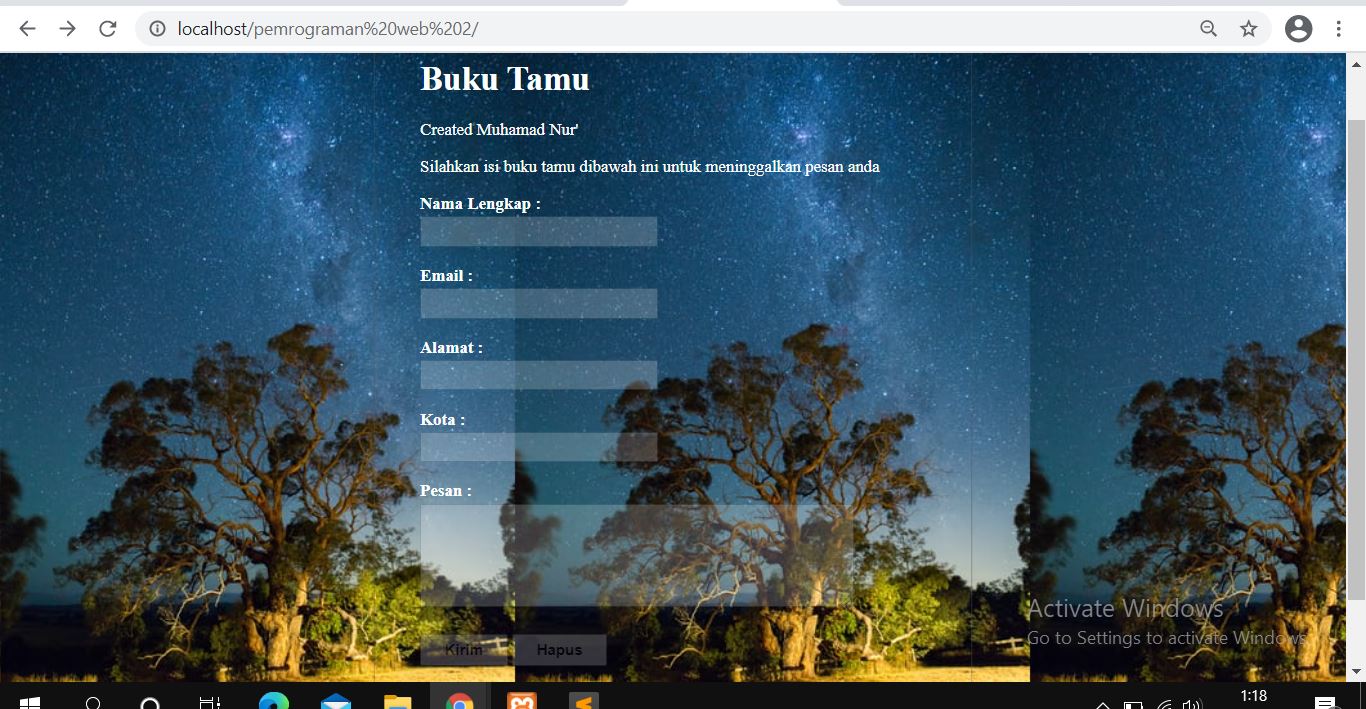 localhost/pemrograman%20web%202/
Buku Tamu
Created Muhamad Nur'
Silahkan isi buku tamu dibawah ini untuk meninggalkan pesan anda
Nama Lengkap :
Email :
Alamat :
Kota :
Pesan :
Kirim Hapus
Activate Windows
Go to Settings to activate Windows.
1:18